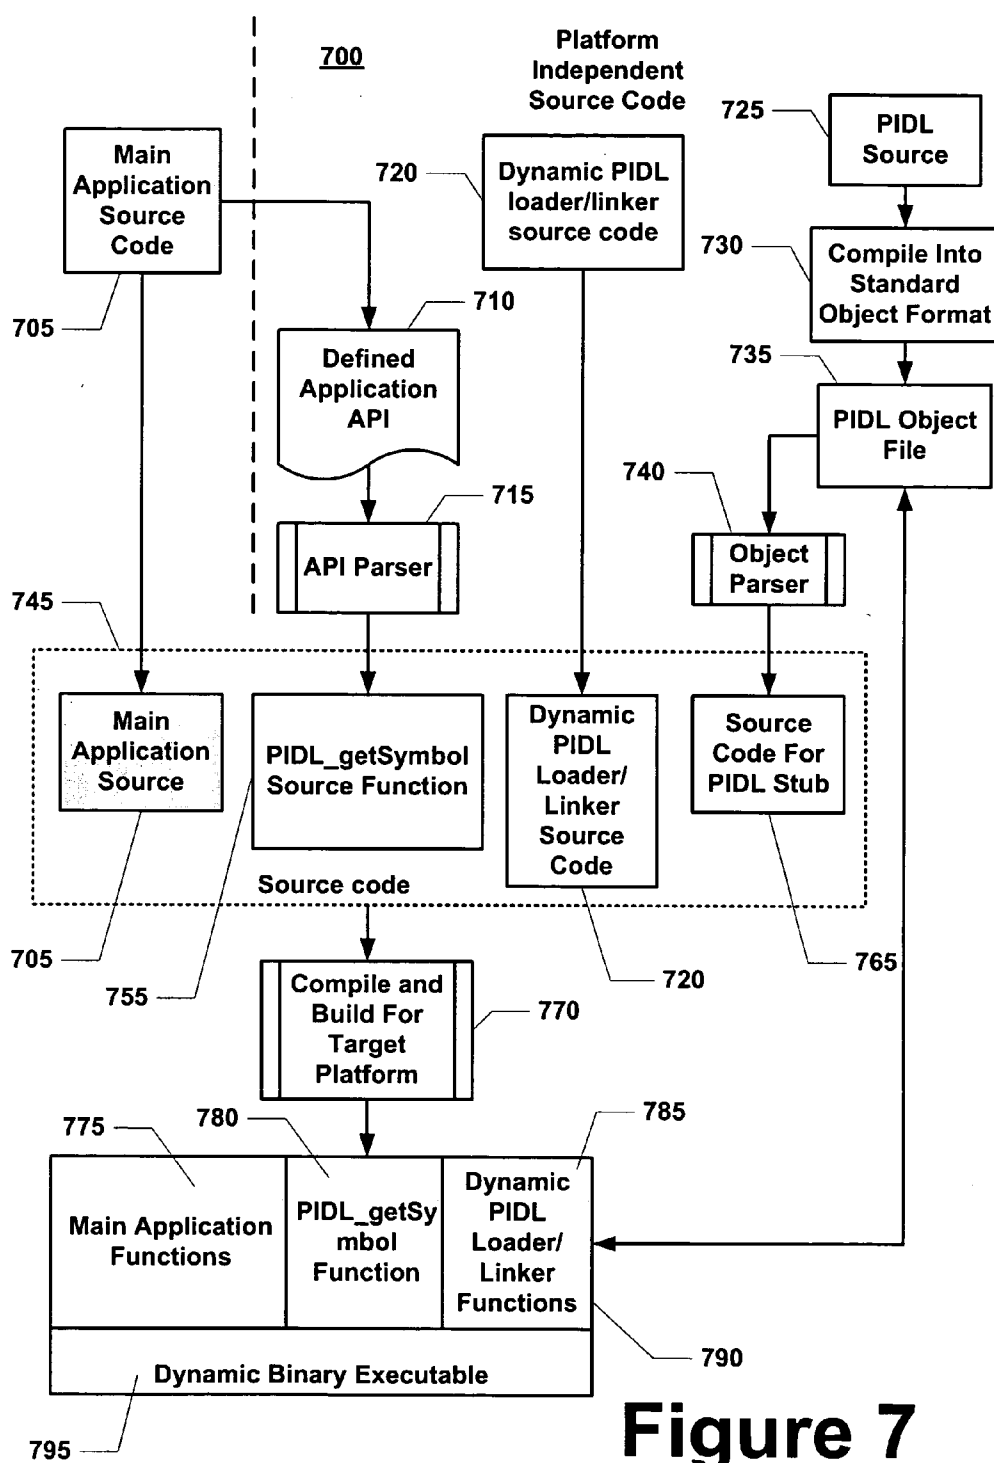 700
Platform
Independent
Source Code
725
PIDL
Source
Main
Application
Source
Code
720
Dynamic PIDL
loader/linker
source code
730
Compile Into
Standard
Object Format
705
710
735
Defined
Application
API
PIDL Object
File
715
740
API Parser
Object
Parser
745
Main
Application
Source
PIDL_getSymbol
Source Function
Dynamic
PIDL
Loader/
Linker
Source
Code
Source
Code For
PIDL Stub
Source code
705
755
Compile and
Build For
Target
Platform
770
720
765
775
780
785
Main Application
Functions
PIDL_getSy
mbol
Function
Dynamic
PIDL
Loader/
Linker
Functions
790
Dynamic Binary Executable
795
Figure 7